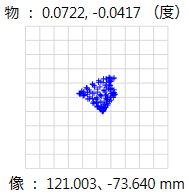 物 : 0.0722, -0.0417 （度）
像 : 121.003、-73.640 mm